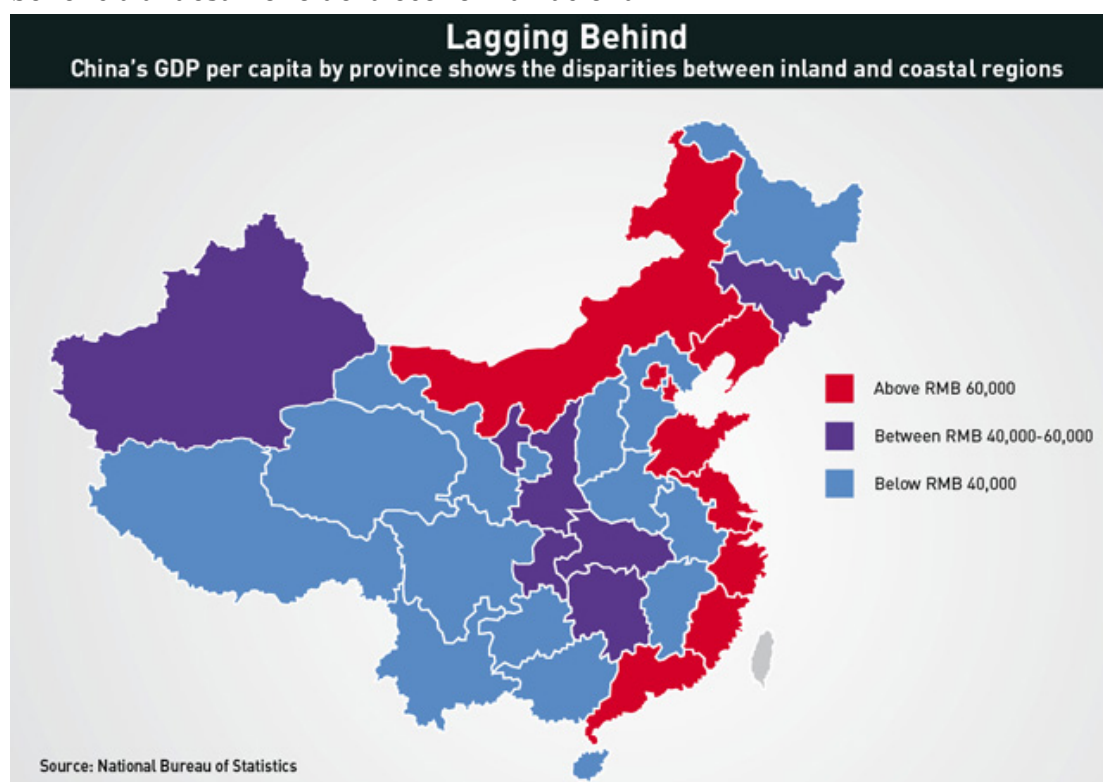 Lagging Behind
China's GDP per capita by province shows the disparities between inland and coastal regions
Above RMB 60,000
Between RMB 40,000-60,000
Below RMB 40,000
Source: National Bureau of Statistics